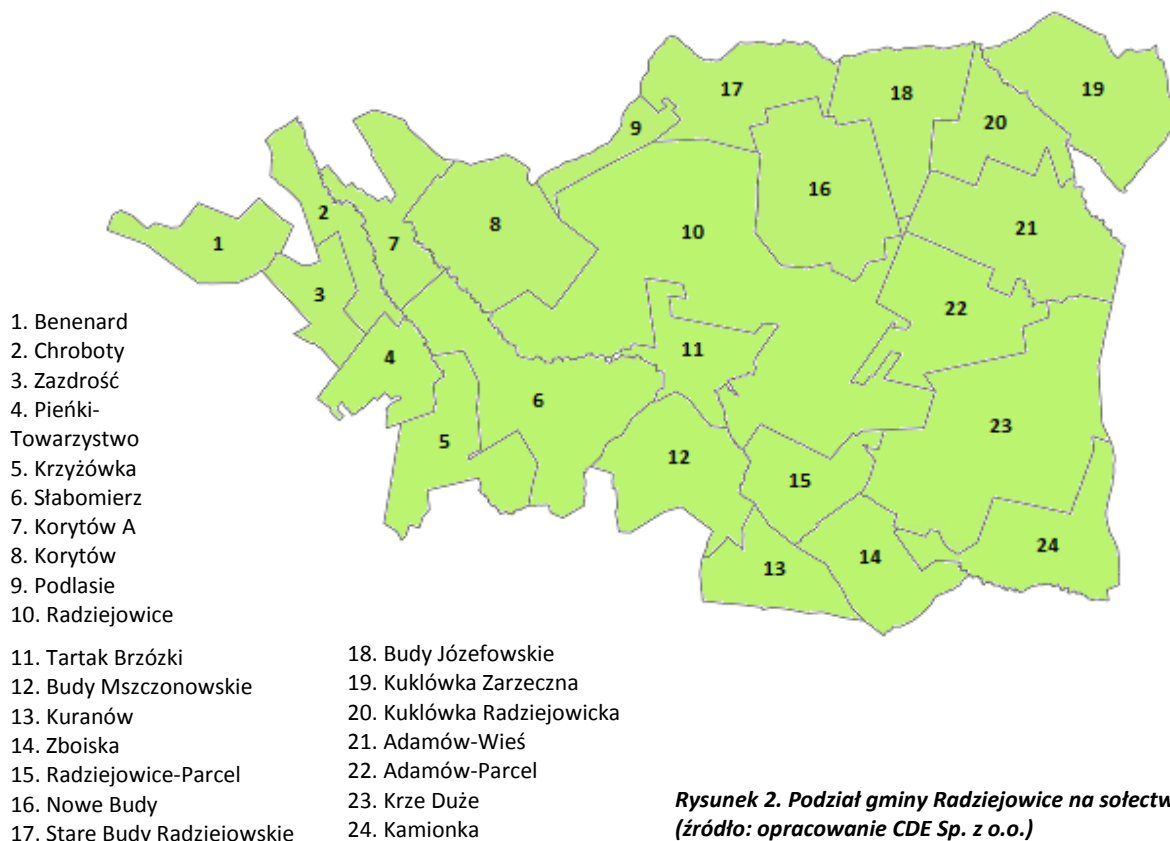 17
18
19
9
20
16
2
8
7
10
21
1
3
22
1. Benenard
2. Chroboty
11
3. Zazdrość
4
4. Pieńki-
Towarzystwo
6
23
5. Krzyżówka
5
12
6. Słabomierz
15
7. Korytów A
24
8. Korytów
14
13
9. Podlasie
10. Radziejowice
11. Tartak Brzózki
12. Budy Mszczonowskie
13. Kuranów
14. Zboiska
15. Radziejowice-Parcel
16. Nowe Budy
17. Stare Budy Radziejowskie
18. Budy Józefowskie
19. Kuklówka Zarzeczna
20. Kuklówka Radziejowicka
21. Adamów-Wieś
22. Adamów-Parcel
23. Krze Duże
24. Kamionka
Rysunek 2. Podział gminy Radziejowice na sołectw
(źródło: opracowanie CDE Sp. z o.o.)